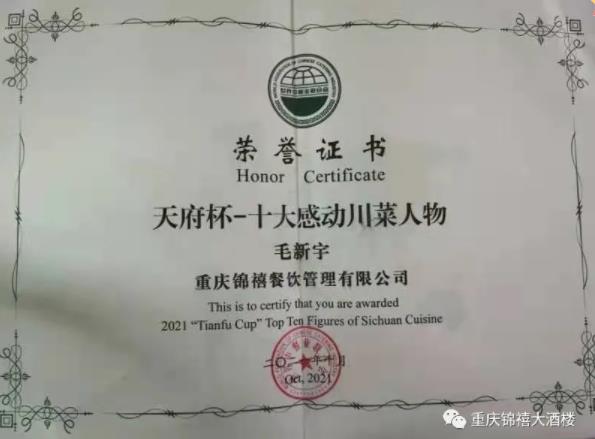 荣誉证书
Honor Certificate
天府杯-十大感动川菜人物
毛新宇
重庆锦禧餐饮管理有限公司
This is to certify that you are awarded
2021 “Tianfu Cup” Top Ten Figures of Sichuan Cuisine
Oct, 2021
重庆锦禧大酒楼